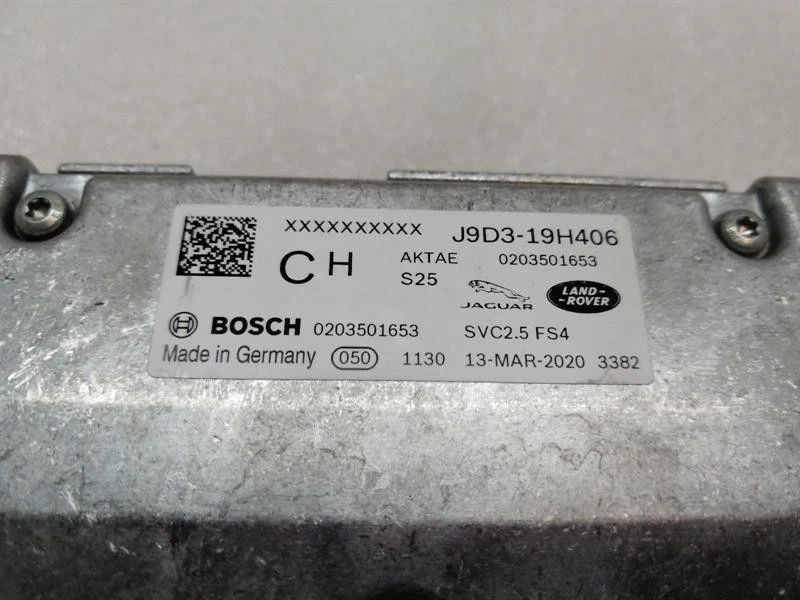 XXXXXXXXXX J9D3-19H406
CH AKTAE 0203501653
S25
JAGUAR LAND-ROVER
BOSCH 0203501653 SVC2.5 FS4
Made in Germany 050 1130 13-MAR-2020 3382